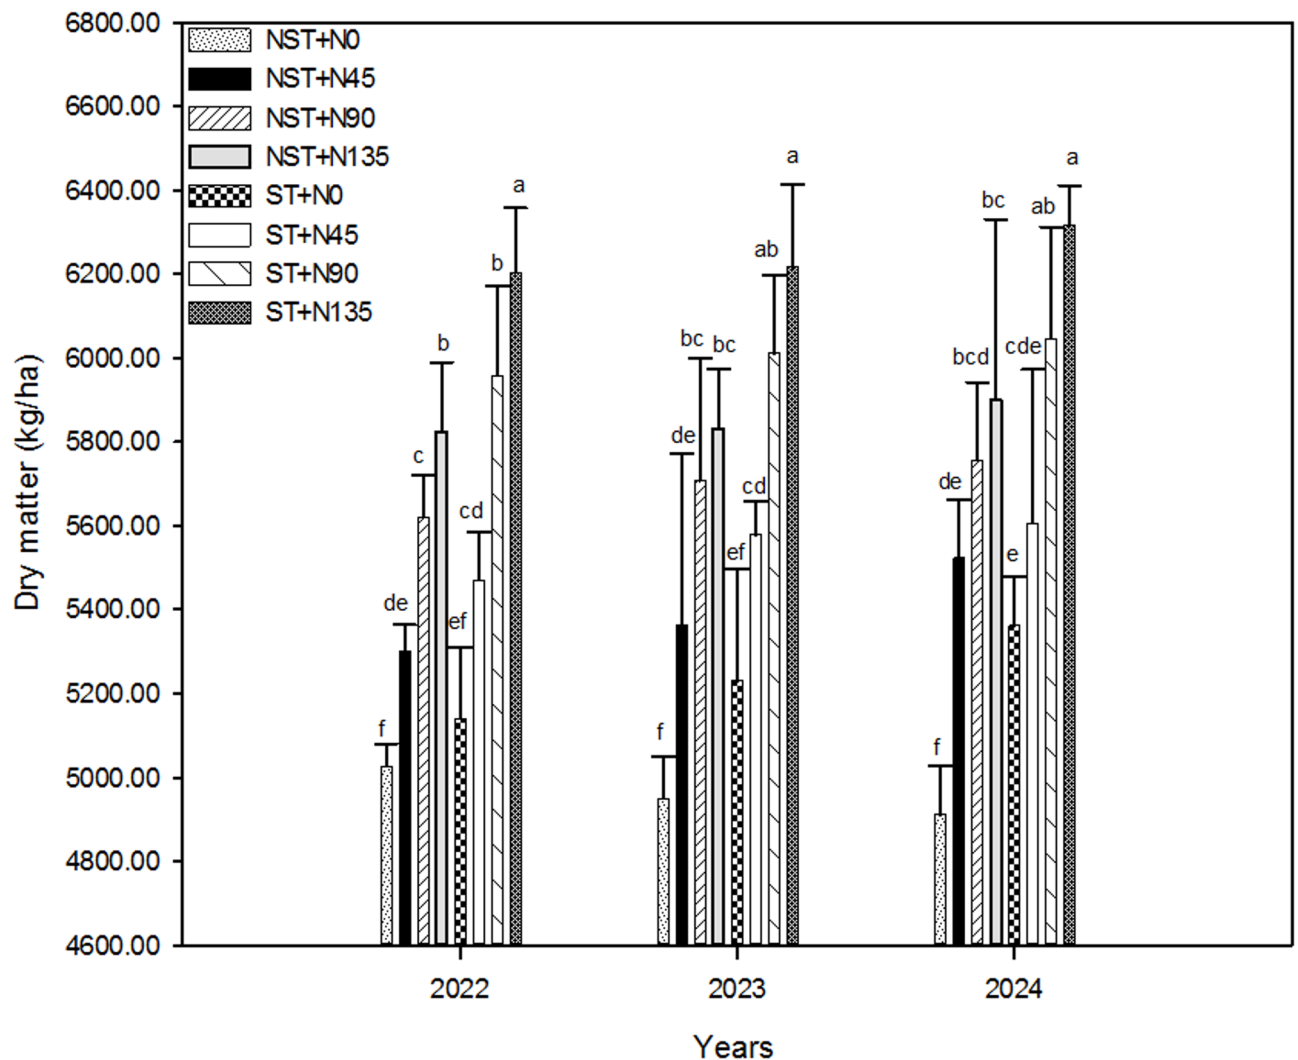 6800.00
6600.00
6400.00
6200.00
6000.00
5800.00
5600.00
5400.00
5200.00
5000.00
4800.00
4600.00
Dry matter (kg/ha)
NST+N0
NST+N45
NST+N90
NST+N135
ST+N0
ST+N45
ST+N90
ST+N135
f
de
c
b
ef
cd
b
a
f
de
bc
bc
ef
cd
ab
a
f
de
bcd
bc
e
cde
ab
a
2022
2023
2024
Years